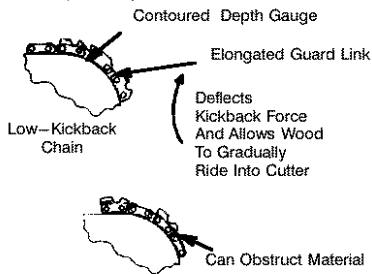 Contoured Depth Gauge
Elongated Guard Link
Deflects
Kickback Force
And Allows Wood
To Gradually
Ride Into Cutter
Low-Kickback
Chain
Can Obstruct Material